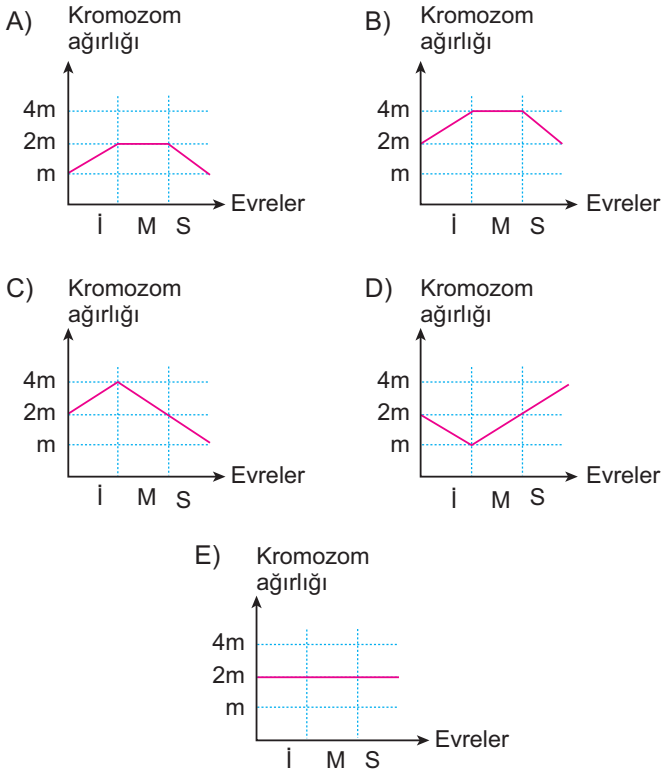 A) Kromozom
ağırlığı
4m
2m
m
Evreler
İ M S
B) Kromozom
ağırlığı
4m
2m
m
Evreler
İ M S
C) Kromozom
ağırlığı
4m
2m
m
Evreler
İ M S
D) Kromozom
ağırlığı
4m
2m
m
Evreler
İ M S
E) Kromozom
ağırlığı
4m
2m
m
Evreler
İ M S